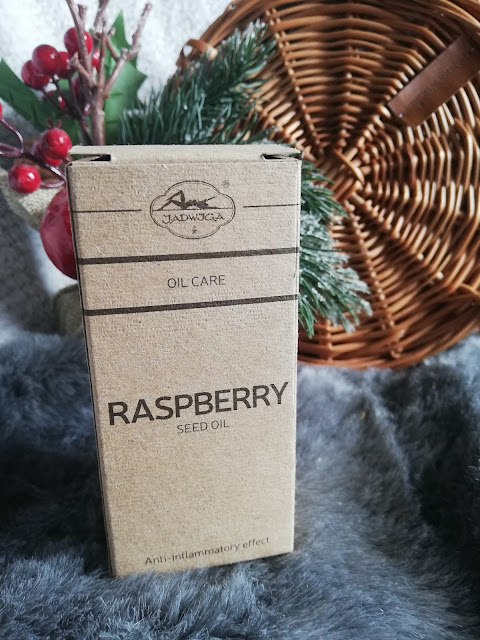 ®
JADWIGA
OIL CARE
RASPBERRY
SEED OIL
Anti-inflammatory effect